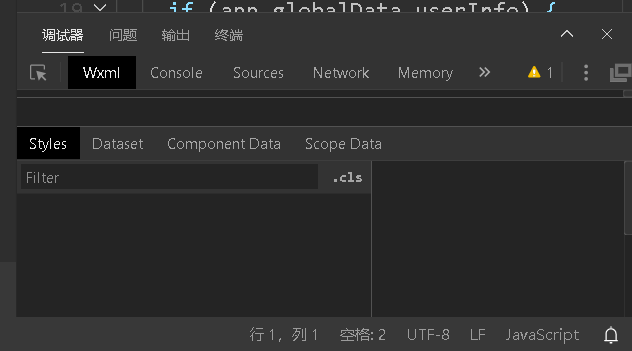 19 if (app.globalData.userInfo) {
调试器 问题 输出 终端
Wxml Console Sources Network Memory » 1
Styles Dataset Component Data Scope Data
Filter .cls
行 1，列 1 空格: 2 UTF-8 LF JavaScript